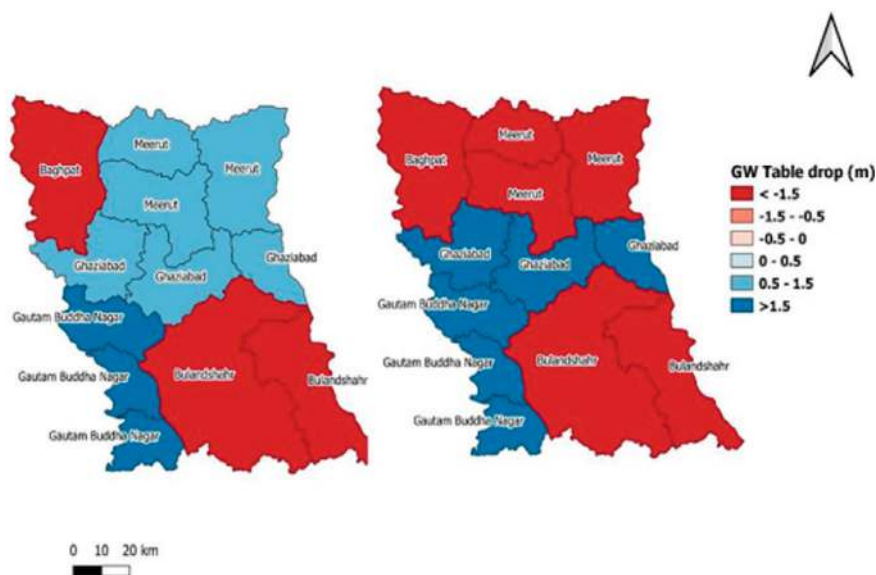 Meerut
Meerut
Baghpat
Meerut
Ghaziabad
Ghaziabad
Ghaziabad
Gautam Buddha Nagar
Gautam Buddha Nagar
Bulandshahr
Bulandshahr
Gautam Buddha Nagar
Meerut
Baghpat
Meerut
Meerut
Ghaziabad
Ghaziabad
Ghaziabad
Gautam Buddha Nagar
Gautam Buddha Nagar
Bulandshahr
Bulandshahr
Gautam Buddha Nagar
GW Table drop (m)
< -1.5
-1.5 - -0.5
-0.5 - 0
0 - 0.5
0.5 - 1.5
>1.5
0 10 20 km